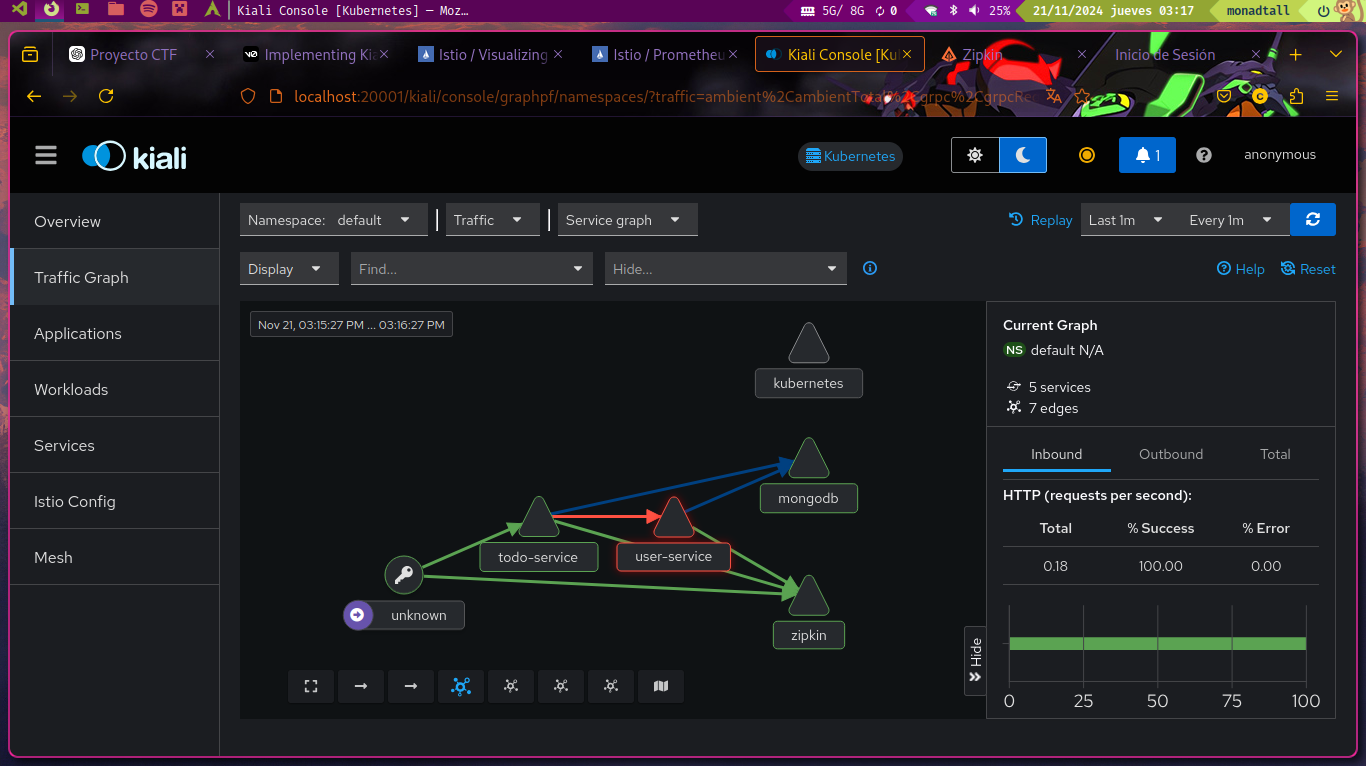 Kiali Console [Kubernetes] — Moz…
5G/ 8G 0 25% 21/11/2024 jueves 03:17 monadtall
Proyecto CTF
Implementing Kia
Istio / Visualizing
Istio / Prometheu
Kiali Console [Ku
Zipkin
Inicio de Sesión
localhost:20001/kiali/console/graphpf/namespaces/?traffic=ambient%2CambientTotal%2Cgrpc%2CgrpcRe
kiali
Kubernetes
1
anonymous
Overview
Traffic Graph
Applications
Workloads
Services
Istio Config
Mesh
Namespace: default
Traffic
Service graph
Replay
Last 1m
Every 1m
Display
Find...
Hide...
Help
Reset
Nov 21, 03:15:27 PM ... 03:16:27 PM
kubernetes
mongodb
todo-service
user-service
unknown
zipkin
Hide
Current Graph
NS default N/A
5 services
7 edges
Inbound Outbound Total
HTTP (requests per second):
Total % Success % Error
0.18 100.00 0.00
0 25 50 75 100